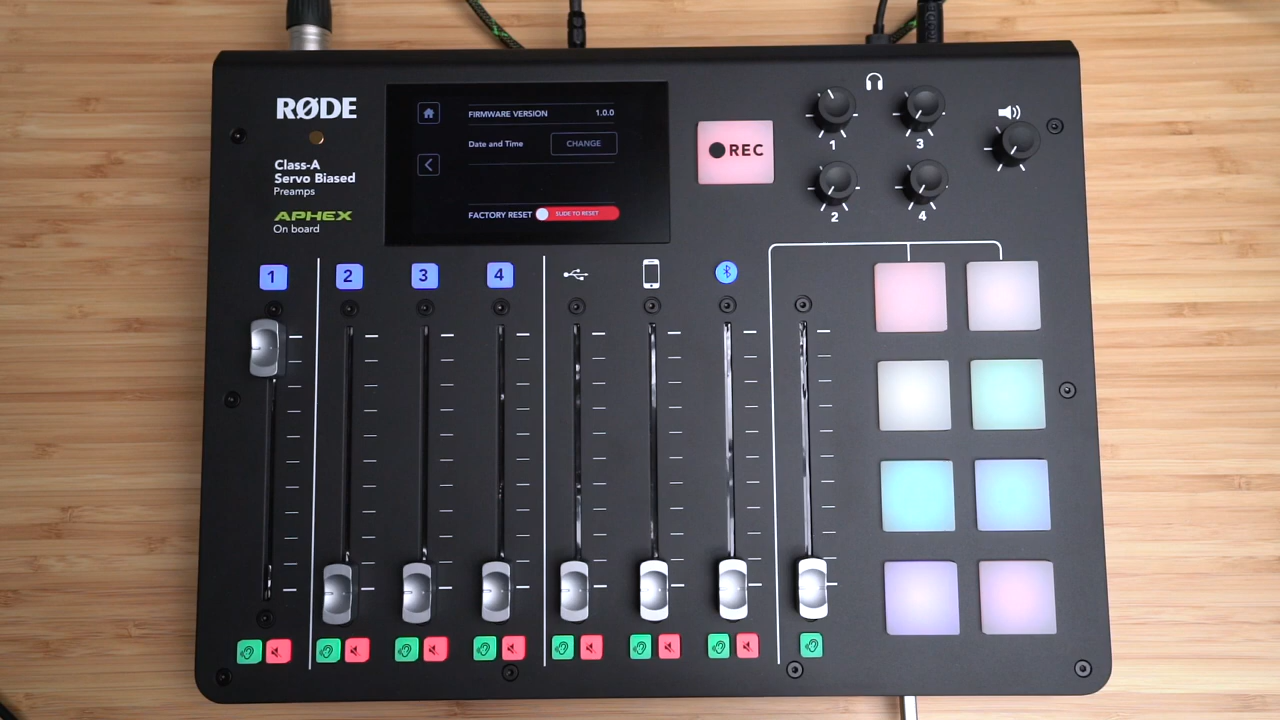 RØDE
Class-A
Servo Biased
Preamps
APHEX
On board
FIRMWARE VERSION 1.0.0
Date and Time CHANGE
FACTORY RESET SLIDE TO RESET
REC
1
3
2
4
1 2 3 4